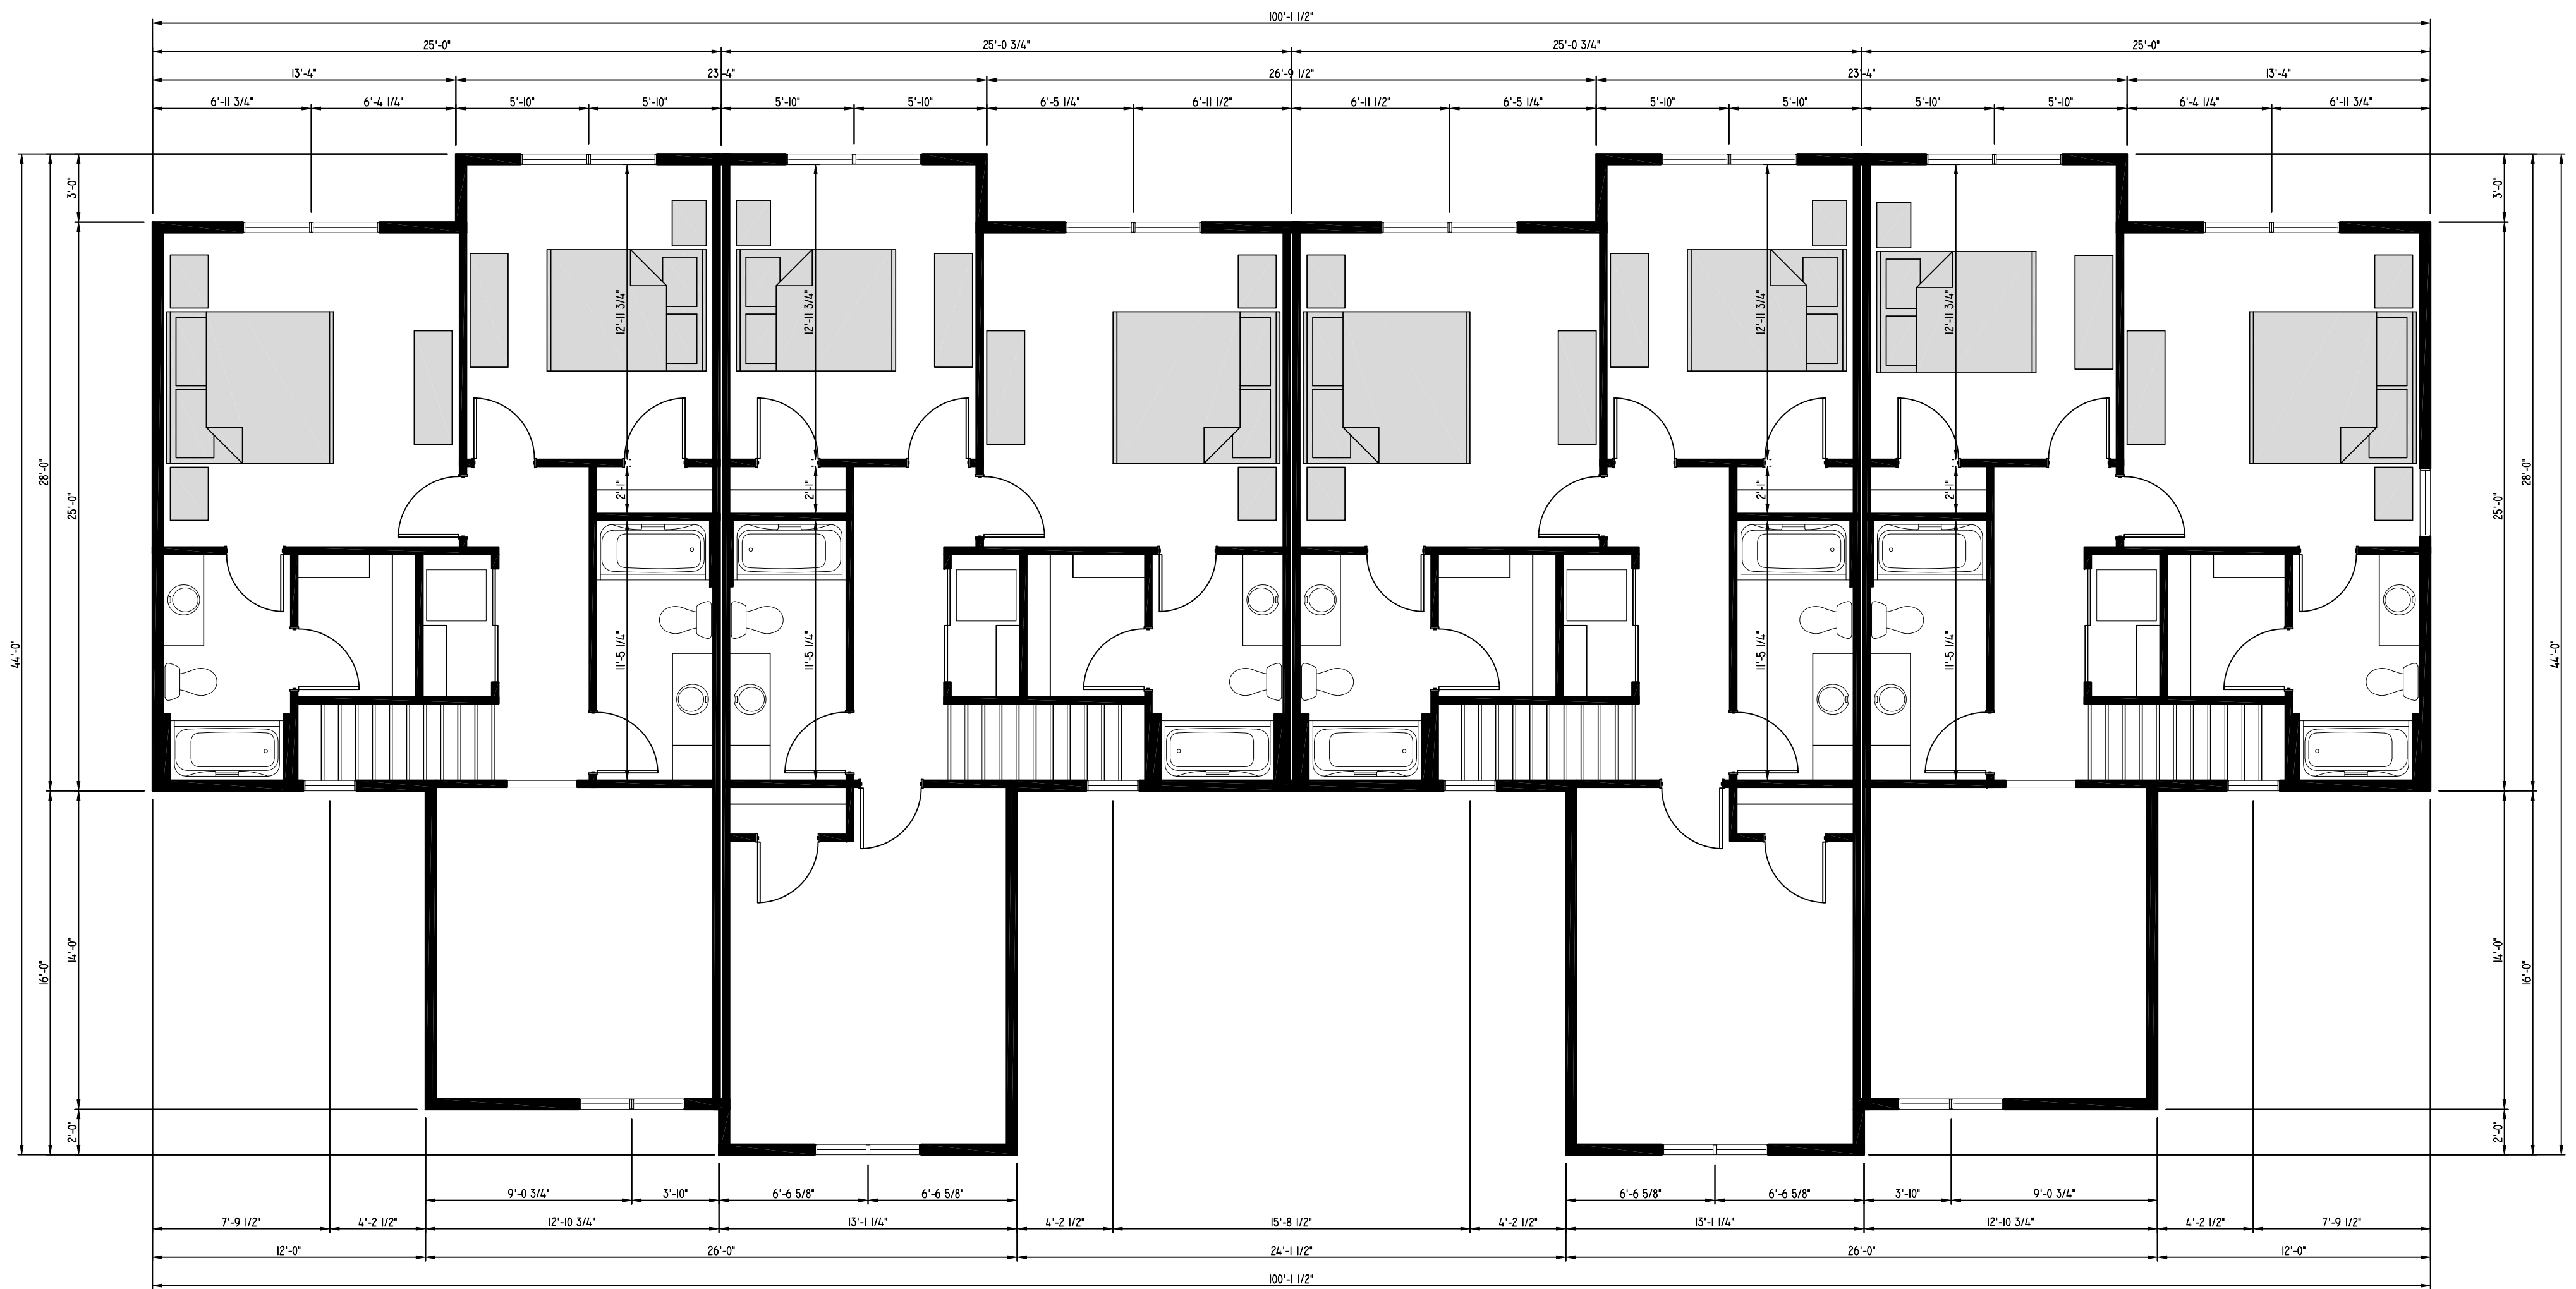 100'-1 1/2"
25'-0" 25'-0 3/4" 25'-0 3/4" 25'-0"
13'-4" 23'-4" 26'-9 1/2" 23'-4" 13'-4"
6'-11 3/4" 6'-4 1/4" 5'-10" 5'-10" 5'-10" 5'-10" 6'-5 1/4" 6'-11 1/2" 6'-11 1/2" 6'-5 1/4" 5'-10" 5'-10" 5'-10" 5'-10" 6'-4 1/4" 6'-11 3/4"
3'-0" 3'-0"
12'-11 3/4" 12'-11 3/4" 12'-11 3/4" 12'-11 3/4"
28'-0" 2'-1" 2'-1" 2'-1" 2'-1" 28'-0"
25'-0" 25'-0"
44'-0" 11'-5 1/4" 11'-5 1/4" 11'-5 1/4" 11'-5 1/4" 44'-0"
14'-0" 14'-0"
16'-0" 16'-0"
2'-0" 2'-0"
9'-0 3/4" 3'-10" 6'-6 5/8" 6'-6 5/8" 6'-6 5/8" 6'-6 5/8" 3'-10" 9'-0 3/4"
7'-9 1/2" 4'-2 1/2" 12'-10 3/4" 13'-1 1/4" 4'-2 1/2" 15'-8 1/2" 4'-2 1/2" 13'-1 1/4" 12'-10 3/4" 4'-2 1/2" 7'-9 1/2"
12'-0" 26'-0" 24'-1 1/2" 26'-0" 12'-0"
100'-1 1/2"